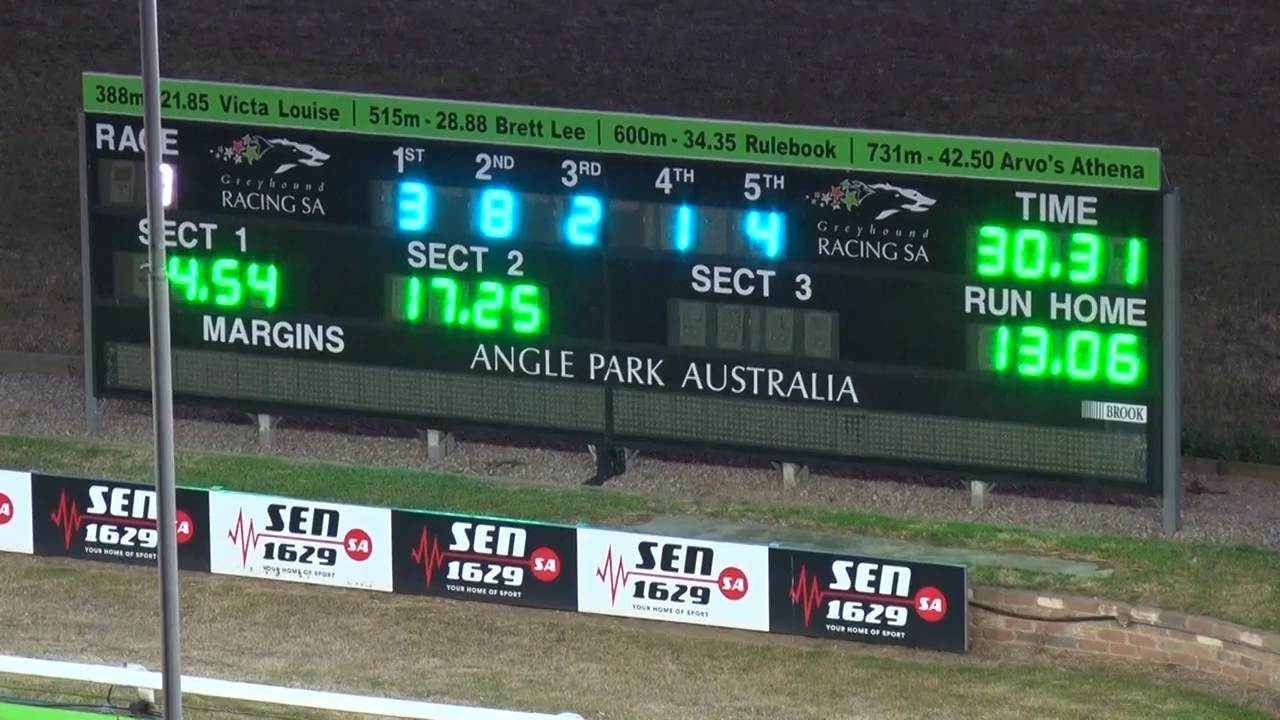 388m 21.85 Victa Louise | 515m - 28.88 Brett Lee | 600m - 34.35 Rulebook | 731m - 42.50 Arvo's Athena
RACE
Greyhound
RACING SA
1ST 2ND 3RD 4TH 5TH
3 8 2 1 4
Greyhound
RACING SA
TIME
30.31
SECT 1
4.54
SECT 2
17.25
SECT 3
RUN HOME
13.06
MARGINS
ANGLE PARK AUSTRALIA
BROOK
SA
SEN
1629 SA
YOUR HOME OF SPORT
SEN
1629 SA
YOUR HOME OF SPORT
SEN
1629 SA
YOUR HOME OF SPORT
SEN
1629 SA
YOUR HOME OF SPORT
SEN
1629 SA
YOUR HOME OF SPORT